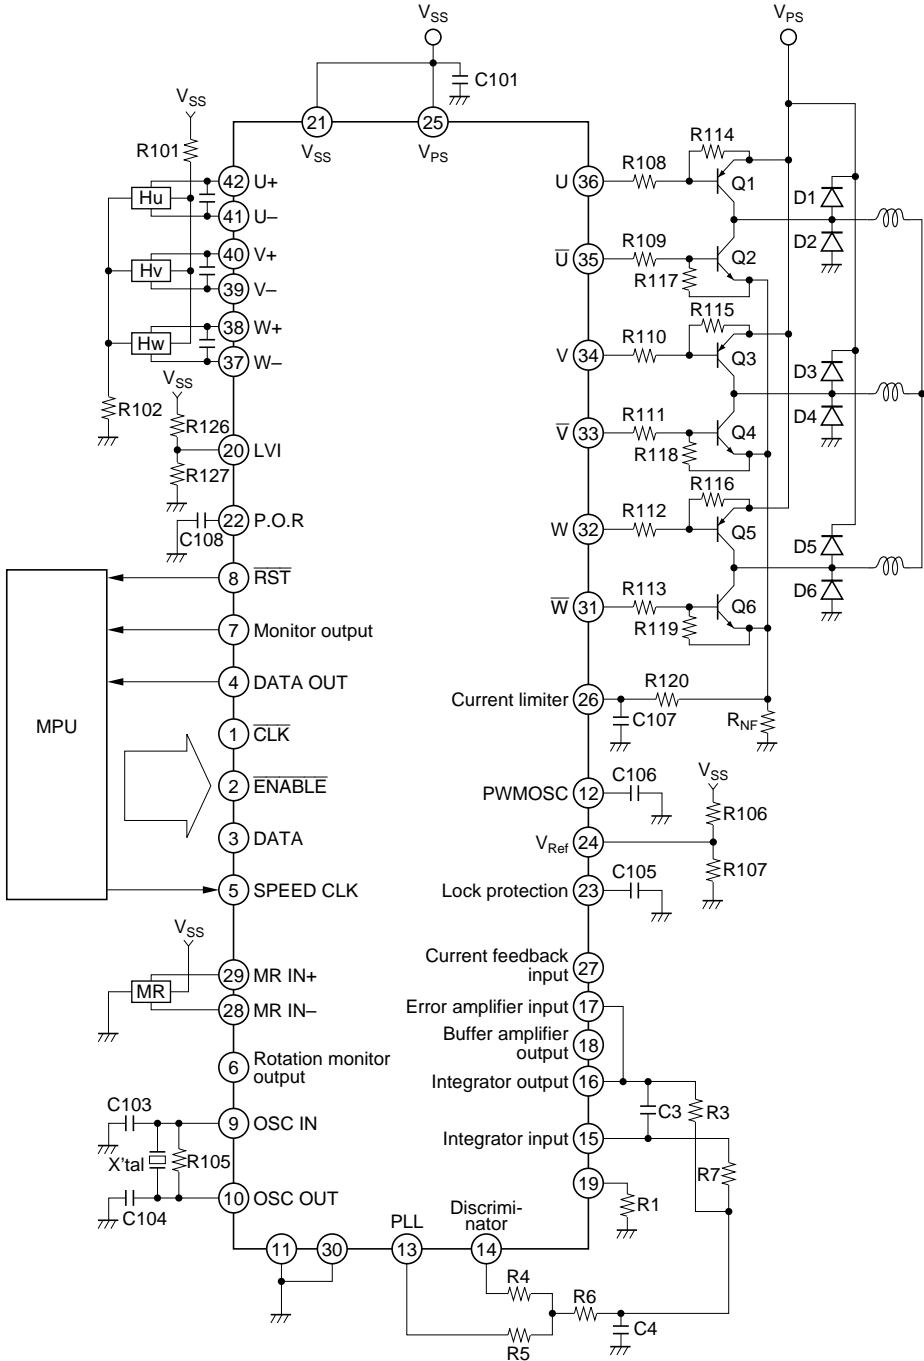 VSS
VPS
C101
21
25
VSS
VPS
VSS
R101
42
U+
Hu
41
U–
40
V+
Hv
39
V–
38
W+
Hw
37
W–
VSS
R102
R126
20
LVI
R127
22
P.O.R
C108
8
RST
7
Monitor output
4
DATA OUT
MPU
1
CLK
2
ENABLE
3
DATA
5
SPEED CLK
VSS
29
MR IN+
MR
28
MR IN–
6
Rotation monitor
output
C103
9
OSC IN
X'tal
R105
10
OSC OUT
C104
11
30
PLL
13
Discrimi-
nator
14
R4
R5
R6
C4
U
36
R108
R114
Q1
D1
D2
U
35
R109
Q2
R117
R115
V
34
R110
Q3
D3
D4
V
33
R111
Q4
R118
R116
W
32
R112
Q5
D5
D6
W
31
R113
Q6
R119
Current limiter
26
R120
C107
RNF
PWMOSC
12
C106
VSS
R106
VRef
24
R107
Lock protection
23
C105
Current feedback
input
27
Error amplifier input
17
Buffer amplifier
output
18
Integrator output
16
C3
R3
Integrator input
15
R7
19
R1